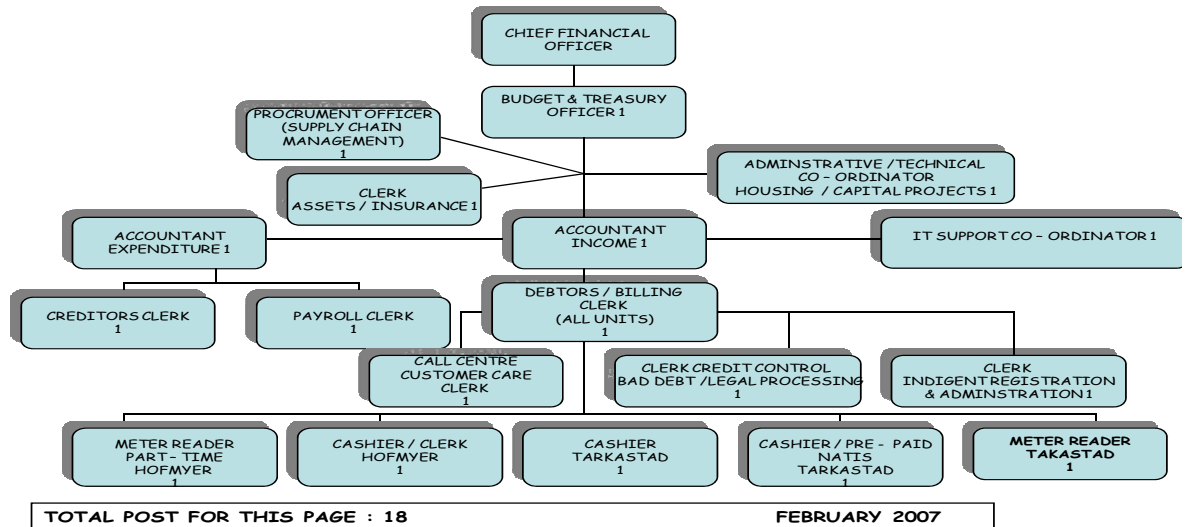 CHIEF FINANCIAL
OFFICER
BUDGET & TREASURY
OFFICER 1
PROCRUMENT OFFICER
(SUPPLY CHAIN
MANAGEMENT)
1
ADMINSTRATIVE / TECHNICAL
CO - ORDINATOR
HOUSING / CAPITAL PROJECTS 1
CLERK
ASSETS / INSURANCE 1
ACCOUNTANT
EXPENDITURE 1
ACCOUNTANT
INCOME 1
IT SUPPORT CO - ORDINATOR 1
CREDITORS CLERK
1
PAYROLL CLERK
1
DEBTORS / BILLING
CLERK
(ALL UNITS)
1
CALL CENTRE
CUSTOMER CARE
CLERK
1
CLERK CREDIT CONTROL
BAD DEBT / LEGAL PROCESSING
1
CLERK
INDIGENT REGISTRATION
& ADMINSTRATION 1
METER READER
PART - TIME
HOFMYER
1
CASHIER / CLERK
HOFMYER
1
CASHIER
TARKASTAD
1
CASHIER / PRE - PAID
NATIS
TARKASTAD
1
METER READER
TAKASTAD
1
TOTAL POST FOR THIS PAGE : 18 FEBRUARY 2007